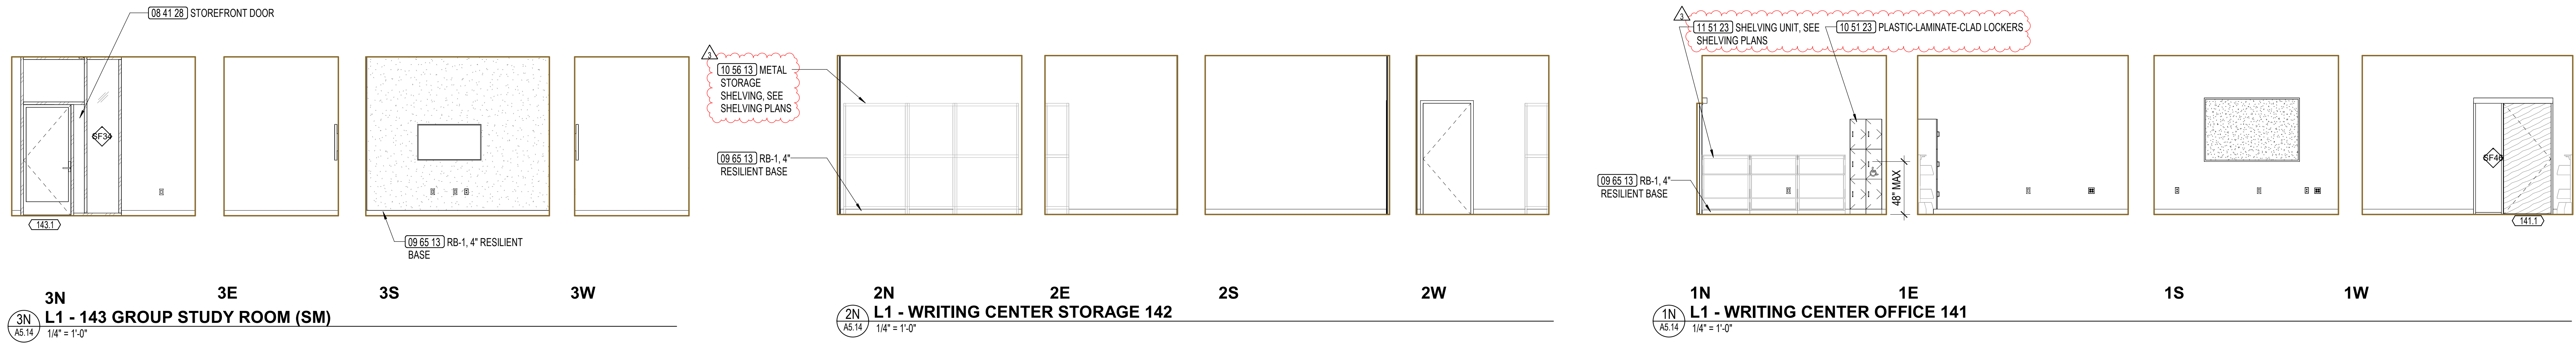 08 41 28 STOREFRONT DOOR
SF34
143.1
09 65 13 RB-1, 4" RESILIENT
BASE
3N
3E
3S
3W
3N
A5.14
L1 - 143 GROUP STUDY ROOM (SM)
1/4" = 1'-0"
3
10 56 13 METAL
STORAGE
SHELVING, SEE
SHELVING PLANS
09 65 13 RB-1, 4"
RESILIENT BASE
2N
2E
2S
2W
2N
A5.14
L1 - WRITING CENTER STORAGE 142
1/4" = 1'-0"
3
11 51 23 SHELVING UNIT, SEE
SHELVING PLANS
10 51 23 PLASTIC-LAMINATE-CLAD LOCKERS
09 65 13 RB-1, 4"
RESILIENT BASE
48" MAX
SF46
141.1
1N
1E
1S
1W
1N
A5.14
L1 - WRITING CENTER OFFICE 141
1/4" = 1'-0"